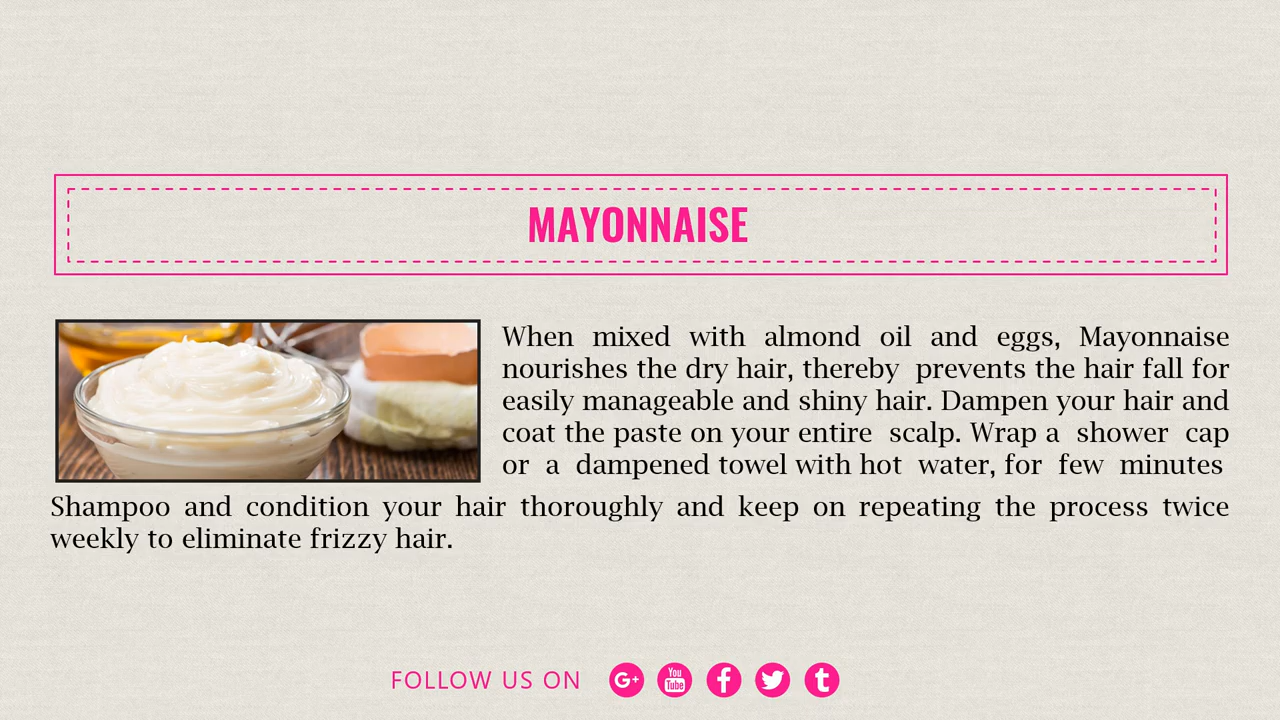 MAYONNAISE
When mixed with almond oil and eggs, Mayonnaise
nourishes the dry hair, thereby prevents the hair fall for
easily manageable and shiny hair. Dampen your hair and
coat the paste on your entire scalp. Wrap a shower cap
or a dampened towel with hot water, for few minutes
Shampoo and condition your hair thoroughly and keep on repeating the process twice
weekly to eliminate frizzy hair.
FOLLOW US ON G+ You Tube f t